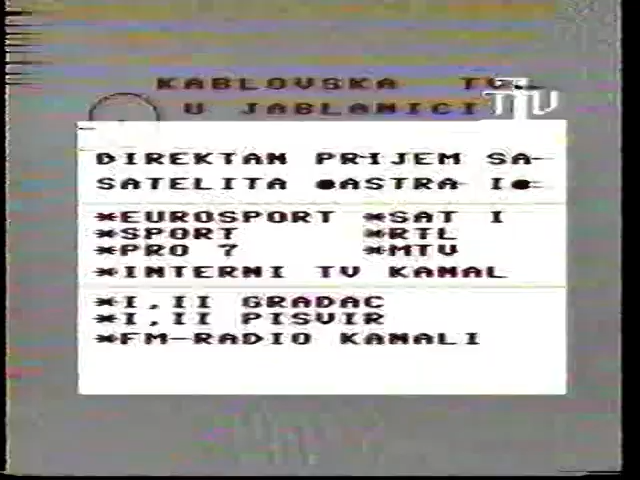 KABLOVSKA TV
U JABLANICI
TV
DIREKTAN PRIJEM SA-
SATELITA ●ASTRA I●
*EUROSPORT *SAT I
*SPORT *RTL
*PRO 7 *MTV
*INTERNI TV KANAL
*I,II GRADAC
*I,II PISVIR
*FM-RADIO KANALI